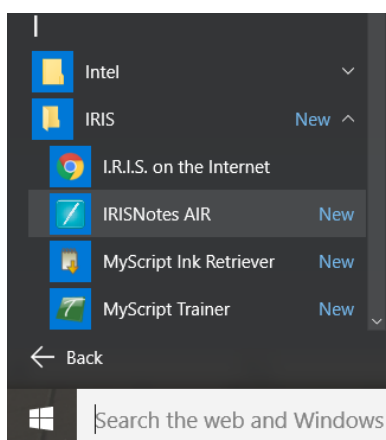 I
Intel
IRIS New
I.R.I.S. on the Internet
IRISNotes AIR New
MyScript Ink Retriever New
MyScript Trainer New
Back
Search the web and Windows